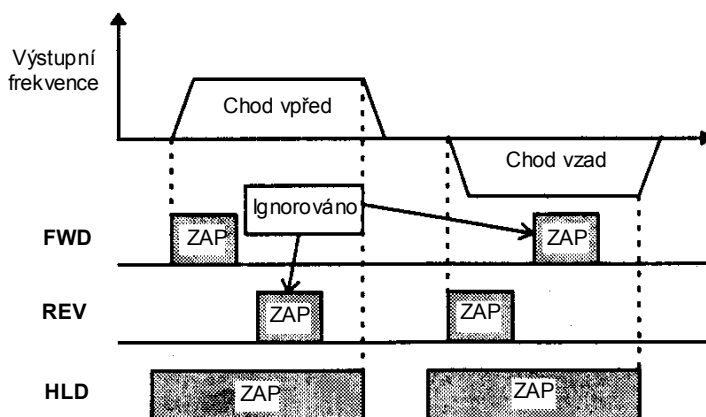 Výstupní
frekvence
Chod vpřed
Chod vzad
Ignorováno
FWD
ZAP
ZAP
REV
ZAP
ZAP
HLD
ZAP
ZAP